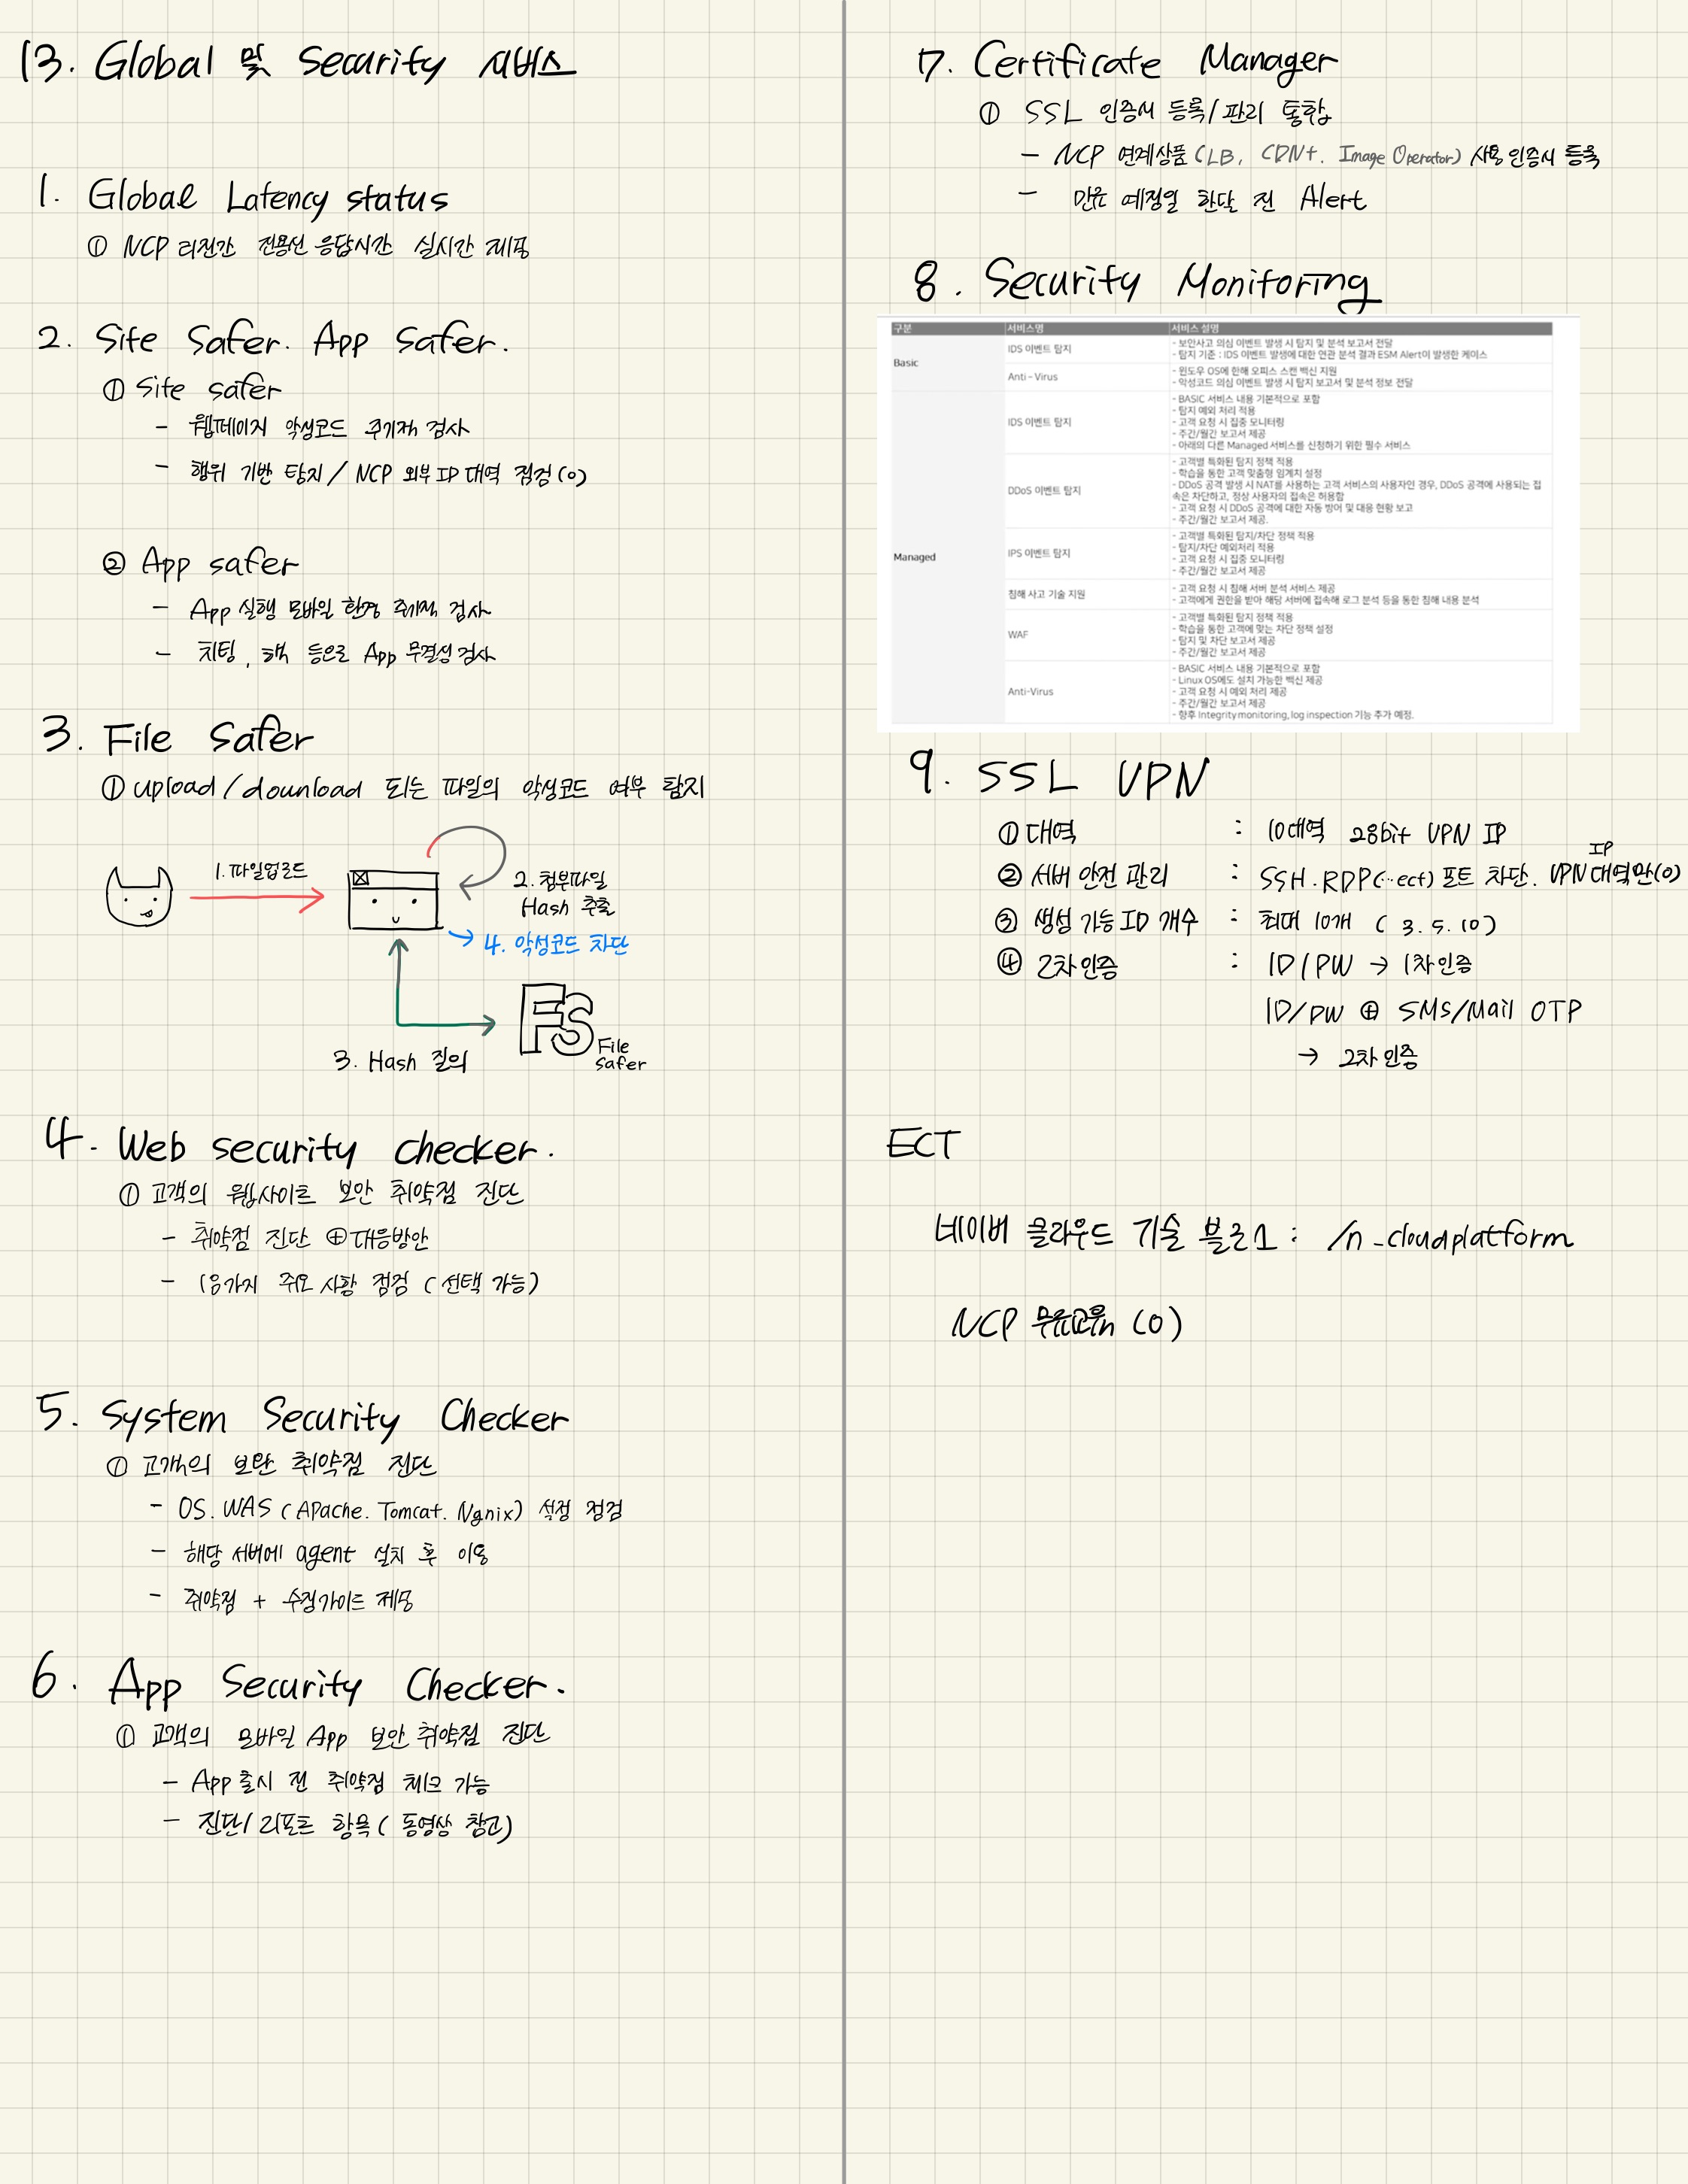 13. Global 및 Security 서비스
1. Global Latency status
① NCP 리전간 전용선 응답시간 실시간 제공
2. Site Safer. App Safer.
① Site safer
- 웹페이지 악성코드 주기적 검사
- 행위 기반 탐지 / NCP 외부 IP 대역 점검(O)
② App safer
- App 실행 모바일 환경 주기적 검사
- 치팅, 핵 등으로 App 무결성 검사
3. File Safer
① upload/download 되는 파일의 악성코드 여부 탐지
1. 파일업로드
2. 첨부파일
Hash 추출
4. 악성코드 차단
FS
File
Safer
3. Hash 질의
4. Web security checker.
① 고객의 웹사이트 보안 취약점 진단
- 취약점 진단 ⊕ 대응방안
- 18가지 주요 사항 점검 (선택 가능)
5. System Security Checker
① 고객의 보안 취약점 진단
- OS. WAS (APache. Tomcat. Ngnix) 설정 점검
- 해당 서버에 agent 설치 후 이용
- 취약점 + 수정가이드 제공
6. App Security Checker.
① 고객의 모바일 App 보안 취약점 진단
- App 출시 전 취약점 체크 가능
- 진단/리포트 항목 (동영상 참고)
7. Certificate Manager
① SSL 인증서 등록/관리 통합
- NCP 연계상품 (LB, CDN+. Image Operator) 사용 인증서 등록
- 만료 예정일 한달 전 Alert
8. Security Monitoring
구분 서비스명 서비스 설명
Basic
IDS 이벤트 탐지
- 보안사고 의심 이벤트 발생 시 탐지 및 분석 보고서 전달
- 탐지 기준 : IDS 이벤트 발생에 대한 연관 분석 결과 ESM Alert이 발생한 케이스
Anti-Virus
- 윈도우 OS에 한해 오피스 스캔 백신 지원
- 악성코드 의심 이벤트 발생 시 탐지 보고서 및 분석 정보 전달
Managed
IDS 이벤트 탐지
- BASIC 서비스 내용 기본적으로 포함
- 탐지 예외 처리 적용
- 고객 요청 시 집중 모니터링
- 주간/월간 보고서 제공
- 아래의 다른 Managed 서비스를 신청하기 위한 필수 서비스
DDoS 이벤트 탐지
- 고객별 특화된 탐지 정책 적용
- 학습을 통한 고객 맞춤형 임계치 설정
- DDoS 공격 발생 시 NAT를 사용하는 고객 서비스의 사용자인 경우, DDoS 공격에 사용되는 접
속은 차단하고, 정상 사용자의 접속은 허용함
- 고객 요청 시 DDoS 공격에 대한 자동 방어 및 대응 현황 보고
- 주간/월간 보고서 제공.
IPS 이벤트 탐지
- 고객별 특화된 탐지/차단 정책 적용
- 탐지/차단 예외처리 적용
- 고객 요청 시 집중 모니터링
- 주간/월간 보고서 제공
침해 사고 기술 지원
- 고객 요청 시 침해 서버 분석 서비스 제공
- 고객에게 권한을 받아 해당 서버에 접속해 로그 분석 등을 통한 침해 내용 분석
WAF
- 고객별 특화된 탐지 정책 적용
- 학습을 통한 고객에 맞는 차단 정책 설정
- 탐지 및 차단 보고서 제공
- 주간/월간 보고서 제공
Anti-Virus
- BASIC 서비스 내용 기본적으로 포함
- Linux OS에도 설치 가능한 백신 제공
- 고객 요청 시 예외 처리 제공
- 주간/월간 보고서 제공
- 향후 Integrity monitoring, log inspection 기능 추가 예정.
9. SSL VPN
① 대역 : 10대역 28bit VPN IP
② 서버 안전 관리 : SSH.RDP(..ect) 포트 차단. VPN IP 대역만(O)
③ 생성 가능 ID 개수 : 최대 10개 (3.5.10)
④ 2차인증 : ID/PW → 1차인증
ID/PW ⊕ SMS/Mail OTP
→ 2차 인증
ECT
네이버 클라우드 기술 블로그 : /n_cloudplatform
NCP 무료교육 (O)